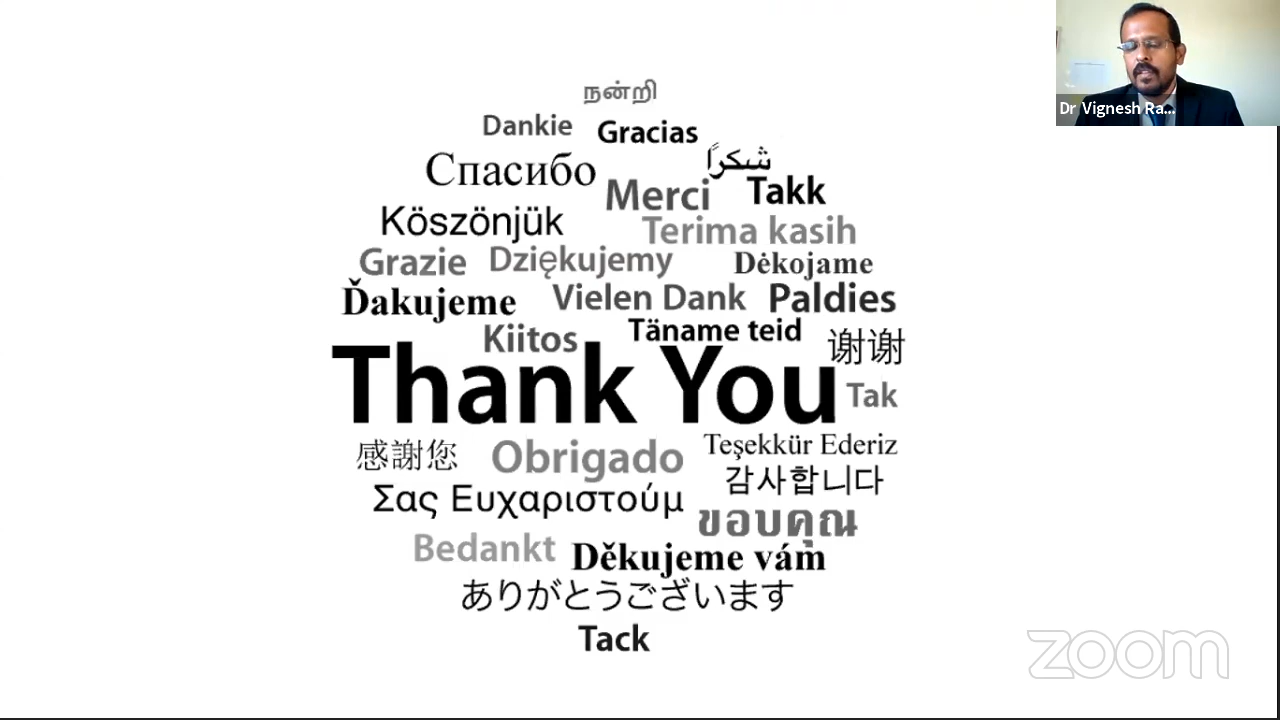 நன்றி
Dankie
Gracias
Спасибо
شكرًا
Merci
Takk
Köszönjük
Terima kasih
Grazie
Dziękujemy
Dėkojame
Ďakujeme
Vielen Dank
Paldies
Kiitos
Täname teid
谢谢
Thank You
Tak
感謝您
Obrigado
Teşekkür Ederiz
감사합니다
Σας Ευχαριστούμ
ขอบคุณ
Bedankt
Děkujeme vám
ありがとうございます
Tack
Dr Vignesh Ra...
zoom